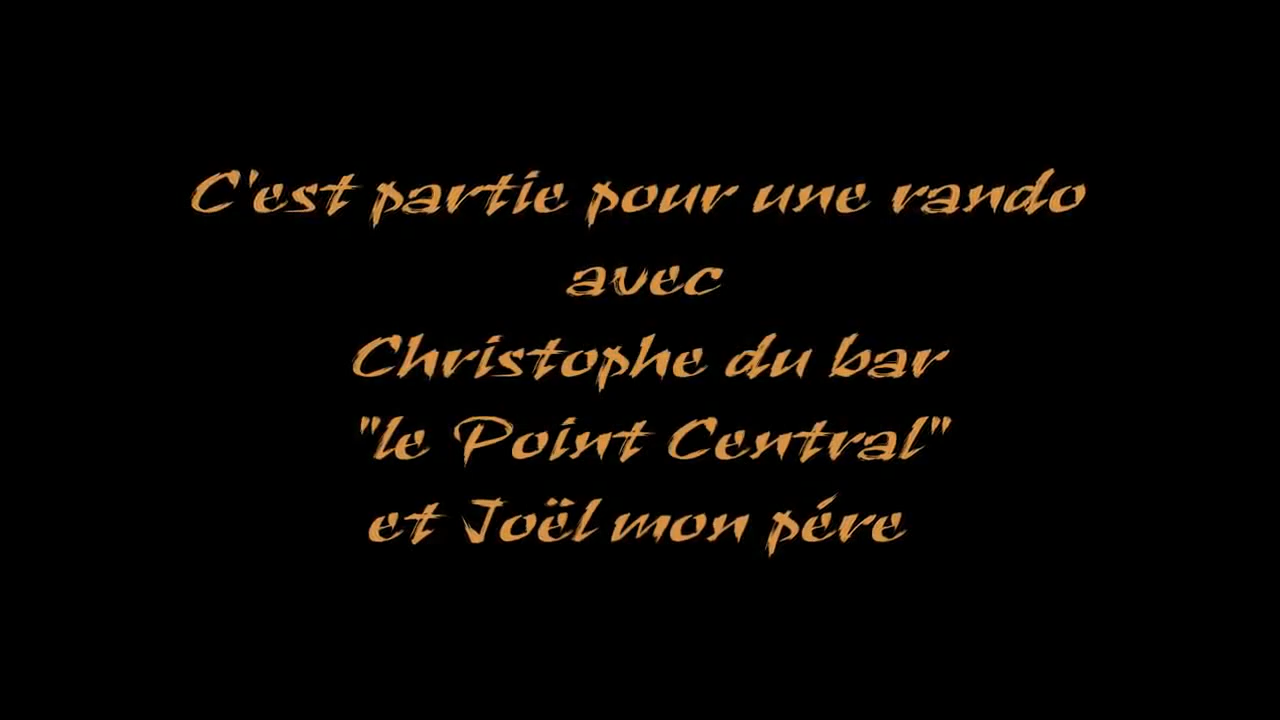 C'est partie pour une rando
avec
Christophe du bar
"le Point Central"
et Joël mon pére